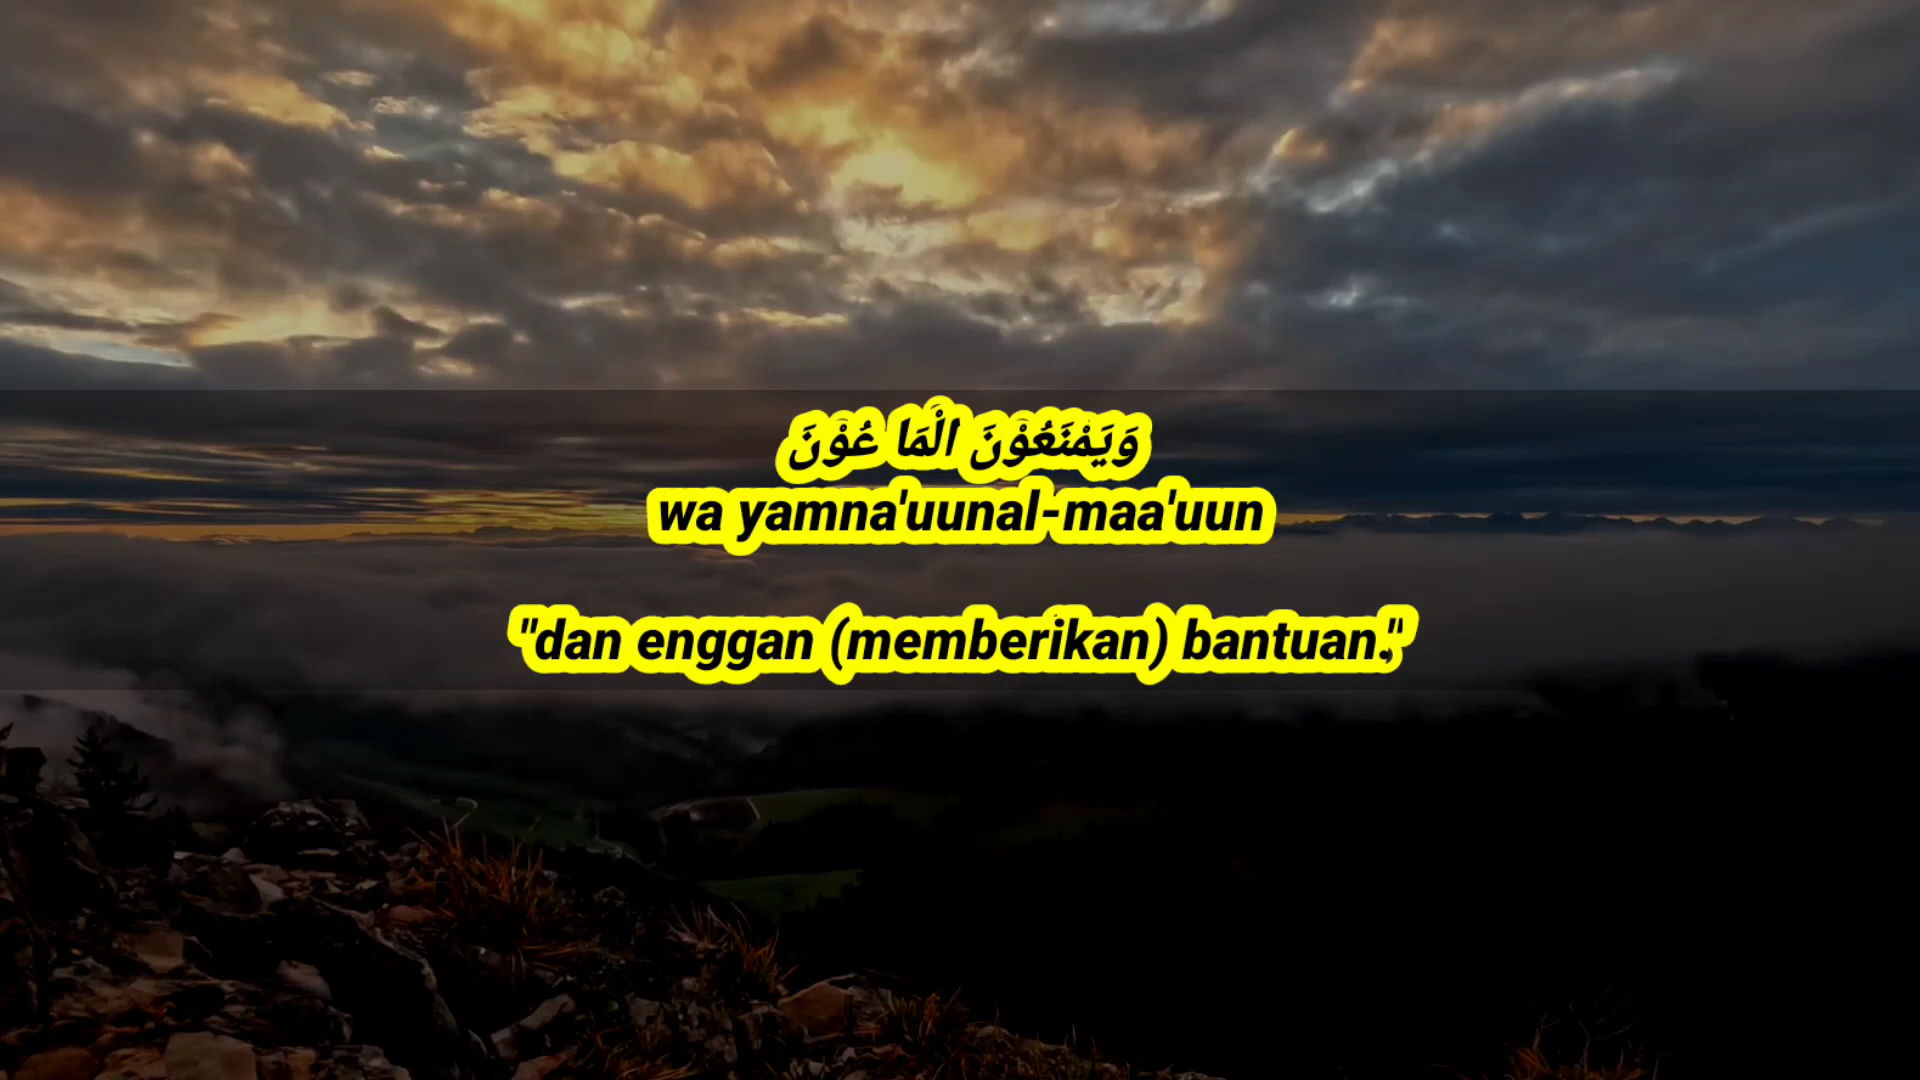 وَيَمْنَعُوْنَ الْمَا عُوْنَ
wa yamna'uunal-maa'uun
"dan enggan (memberikan) bantuan."